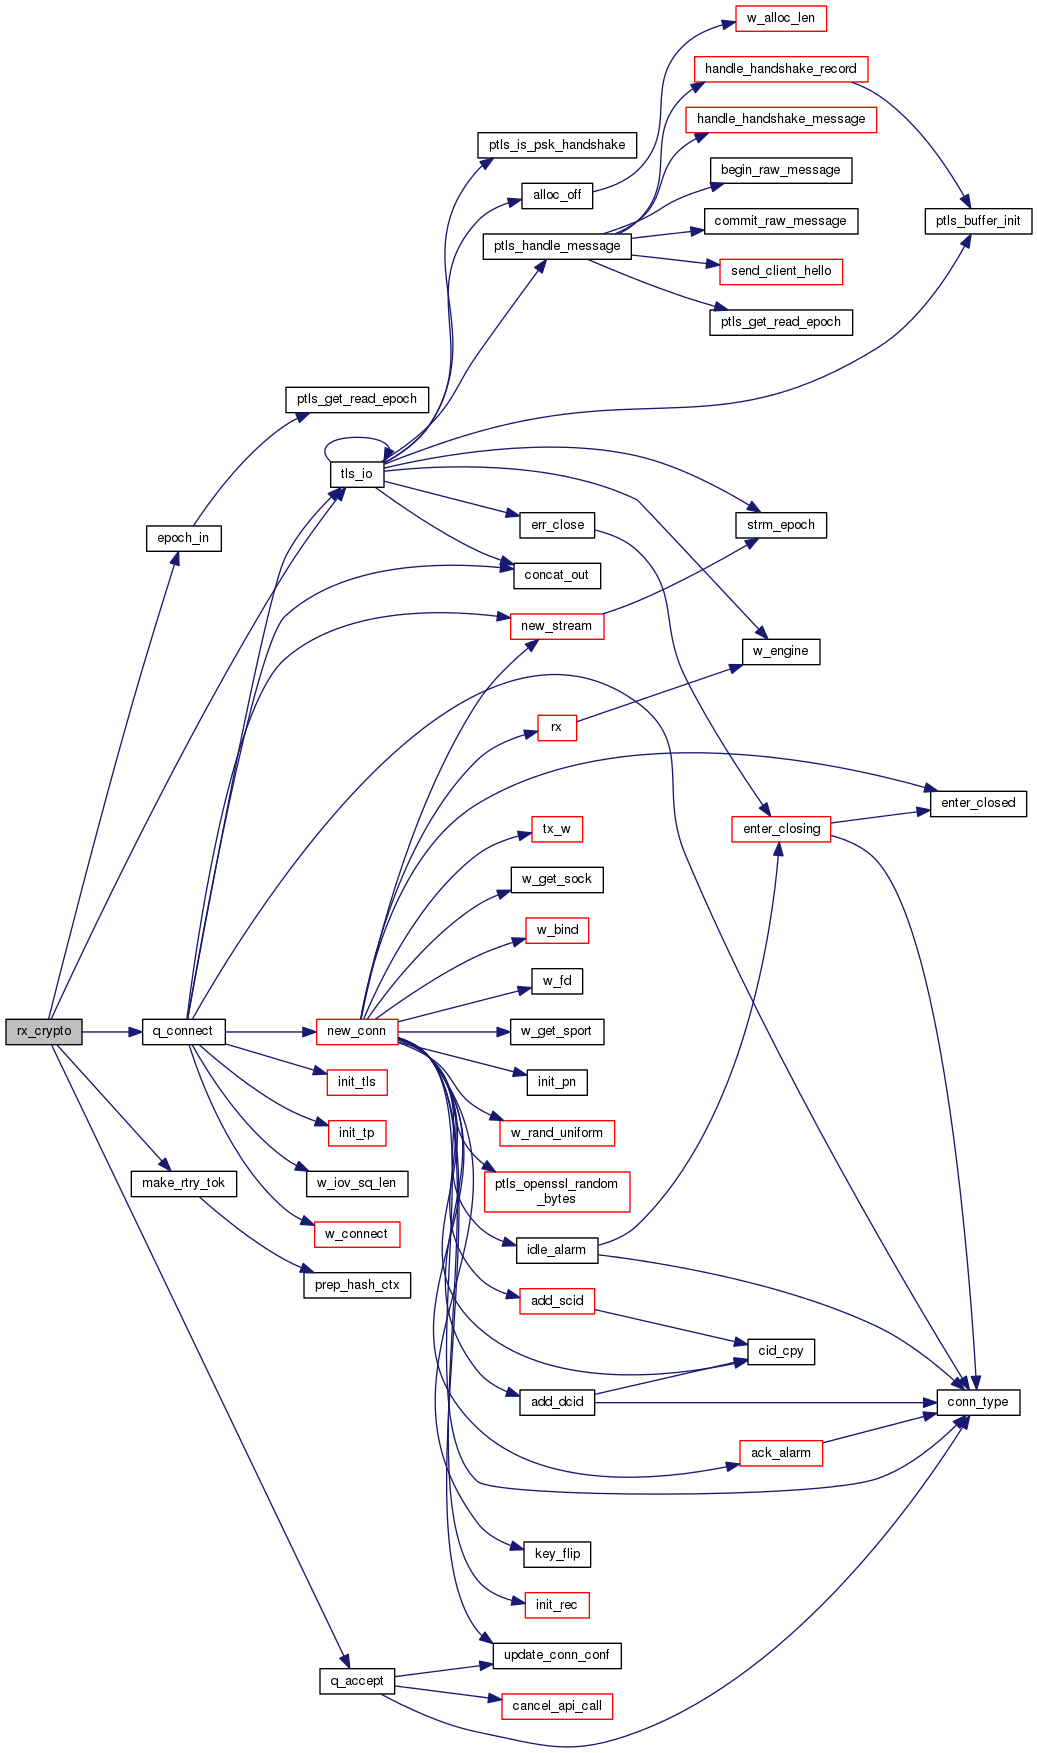 w_alloc_len
handle_handshake_record
handle_handshake_message
ptls_is_psk_handshake
begin_raw_message
alloc_off
commit_raw_message
ptls_buffer_init
ptls_handle_message
send_client_hello
ptls_get_read_epoch
ptls_get_read_epoch
tls_io
err_close
strm_epoch
epoch_in
concat_out
new_stream
w_engine
rx
enter_closed
tx_w
enter_closing
w_get_sock
w_bind
w_fd
rx_crypto
q_connect
new_conn
w_get_sport
init_tls
init_pn
init_tp
w_rand_uniform
make_rtry_tok
w_iov_sq_len
ptls_openssl_random
_bytes
w_connect
idle_alarm
prep_hash_ctx
add_scid
cid_cpy
add_dcid
conn_type
ack_alarm
key_flip
init_rec
update_conn_conf
q_accept
cancel_api_call